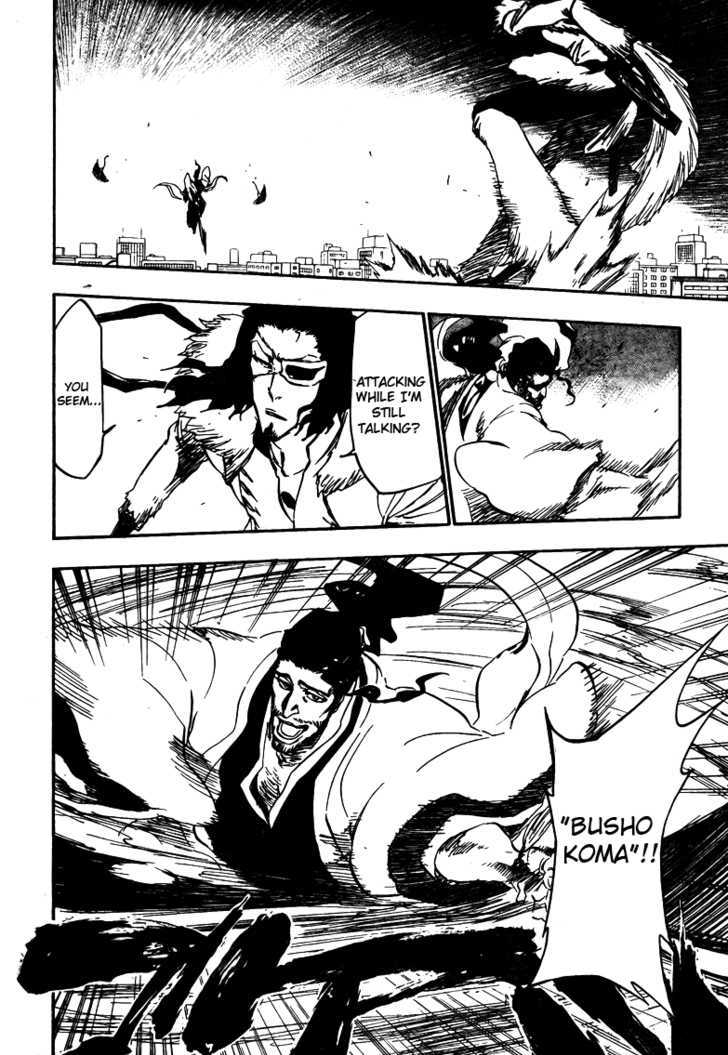 ATTACKING
WHILE I'M
STILL
TALKING?
YOU
SEEM...
"BUSHO
KOMA"!!